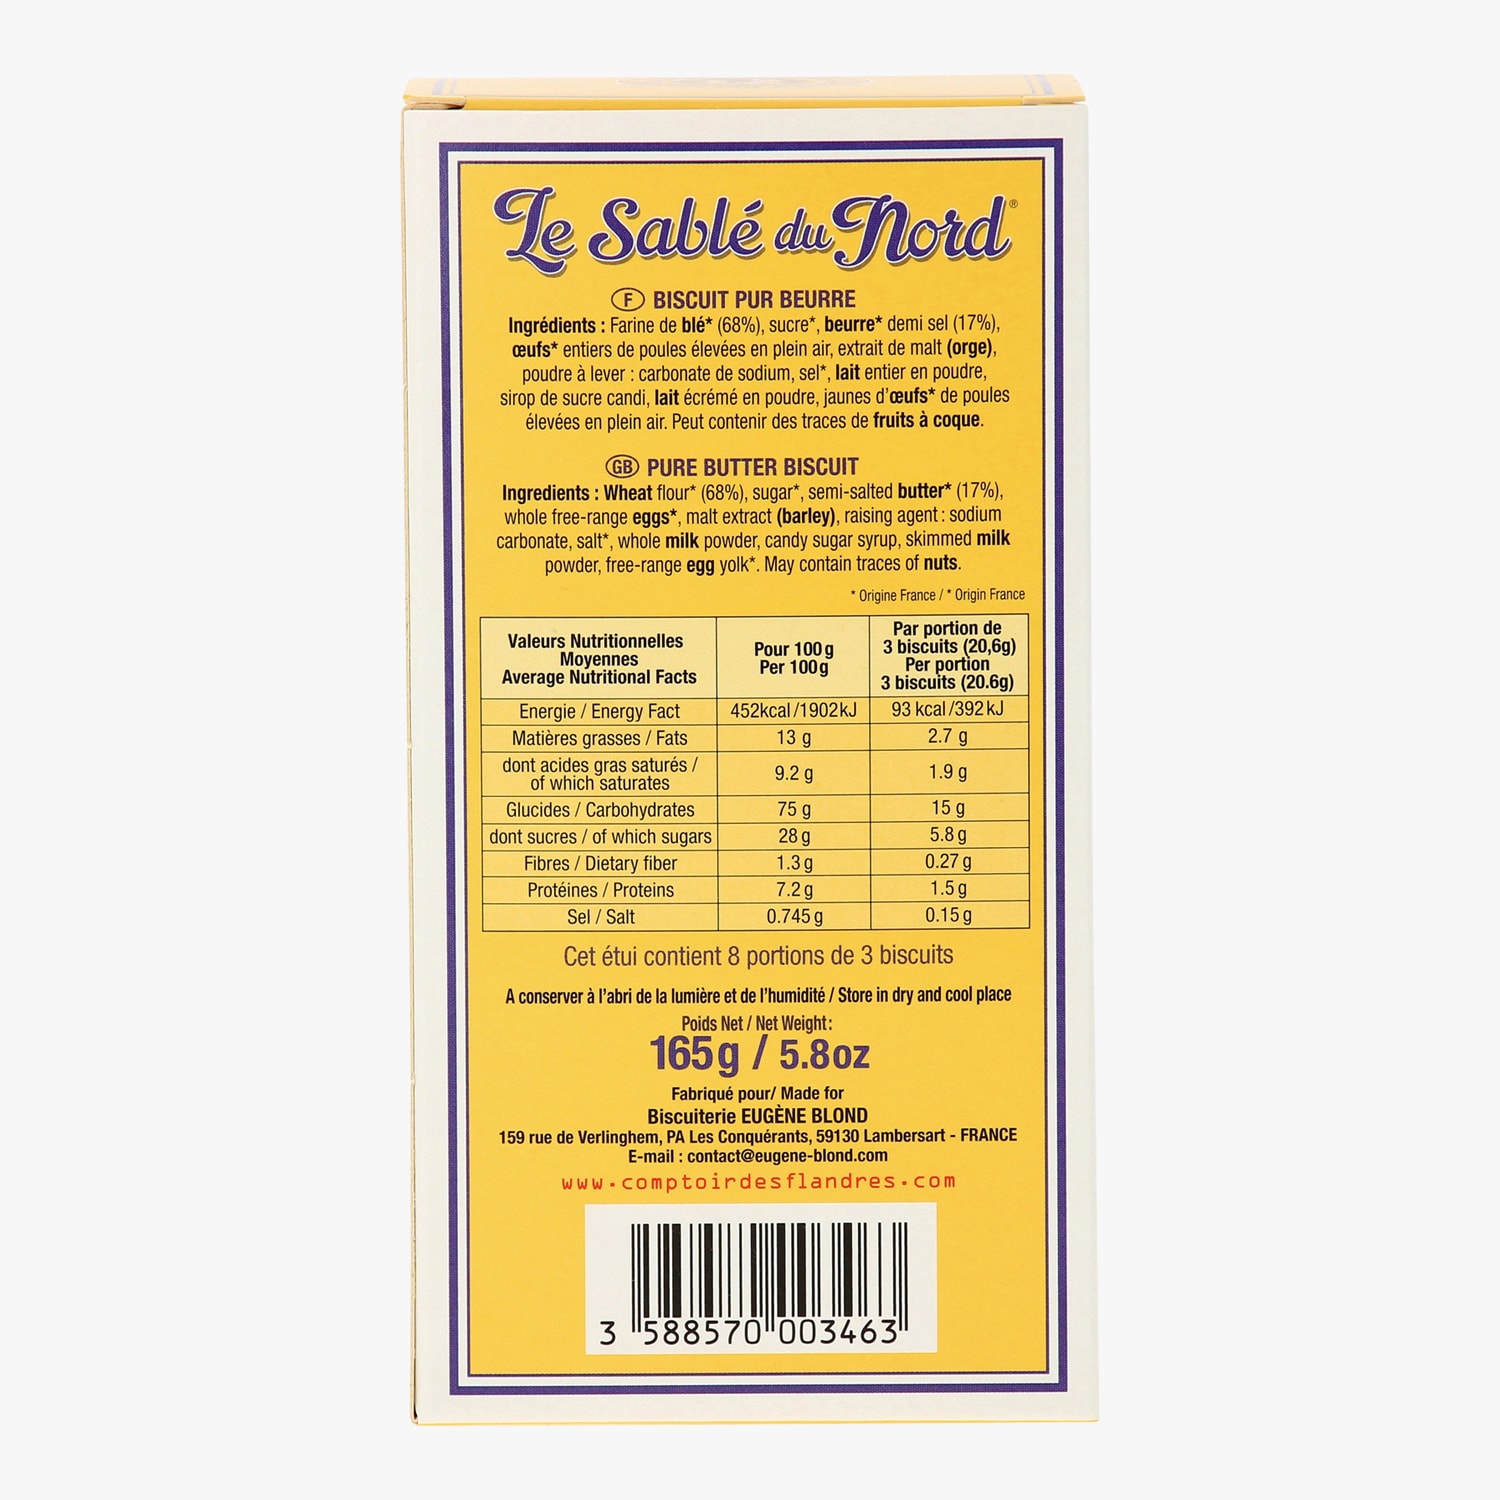 Le Sablé du Nord®
F BISCUIT PUR BEURRE
Ingrédients : Farine de blé* (68%), sucre*, beurre* demi sel (17%),
œufs* entiers de poules élevées en plein air, extrait de malt (orge),
poudre à lever : carbonate de sodium, sel*, lait entier en poudre,
sirop de sucre candi, lait écrémé en poudre, jaunes d'œufs* de poules
élevées en plein air. Peut contenir des traces de fruits à coque.
GB PURE BUTTER BISCUIT
Ingredients : Wheat flour* (68%), sugar*, semi-salted butter* (17%),
whole free-range eggs*, malt extract (barley), raising agent : sodium
carbonate, salt*, whole milk powder, candy sugar syrup, skimmed milk
powder, free-range egg yolk*. May contain traces of nuts.
* Origine France / * Origin France
Valeurs Nutritionnelles
Moyennes
Average Nutritional Facts
Pour 100 g
Per 100g
Par portion de
3 biscuits (20,6g)
Per portion
3 biscuits (20.6g)
Energie / Energy Fact 452kcal/1902kJ 93 kcal/392kJ
Matières grasses / Fats 13 g 2.7 g
dont acides gras saturés /
of which saturates 9.2 g 1.9 g
Glucides / Carbohydrates 75 g 15 g
dont sucres / of which sugars 28 g 5.8 g
Fibres / Dietary fiber 1.3 g 0.27 g
Protéines / Proteins 7.2 g 1.5 g
Sel / Salt 0.745 g 0.15 g
Cet étui contient 8 portions de 3 biscuits
A conserver à l'abri de la lumière et de l'humidité / Store in dry and cool place
Poids Net / Net Weight:
165g / 5.8oz
Fabriqué pour/ Made for
Biscuiterie EUGÈNE BLOND
159 rue de Verlinghem, PA Les Conquérants, 59130 Lambersart - FRANCE
E-mail : contact@eugene-blond.com
www.comptoirdesflandres.com
3 588570 003463